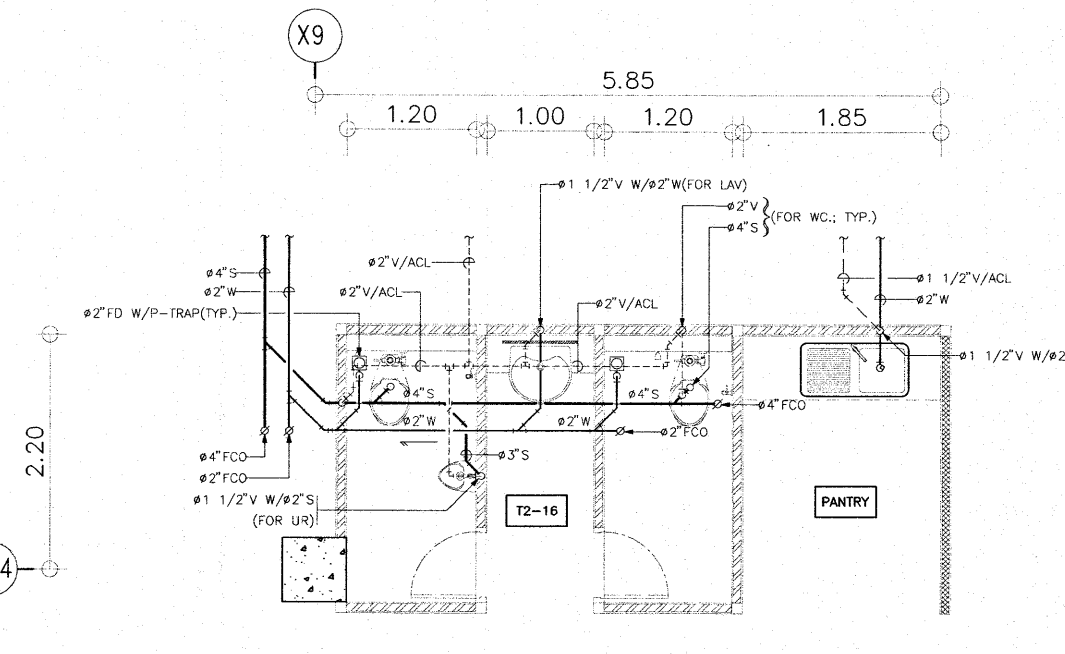 X9
5.85
1.20
1.00
1.20
1.85
ø1 1/2"V W/ø2"W(FOR LAV)
ø2"V
ø4"S
(FOR WC.; TYP.)
ø2"V/ACL
ø4"S
ø1 1/2"V/ACL
ø2"W
ø2"V/ACL
ø2"W
ø2"V/ACL
ø2"FD W/P-TRAP(TYP.)
ø1 1/2"V W/ø2
ø4"S
ø4"S
ø4"FCO
ø2"W
ø2"W
ø2"FCO
2.20
ø4"FCO
ø3"S
ø2"FCO
ø1 1/2"V W/ø2"S
(FOR UR)
T2-16
PANTRY
4